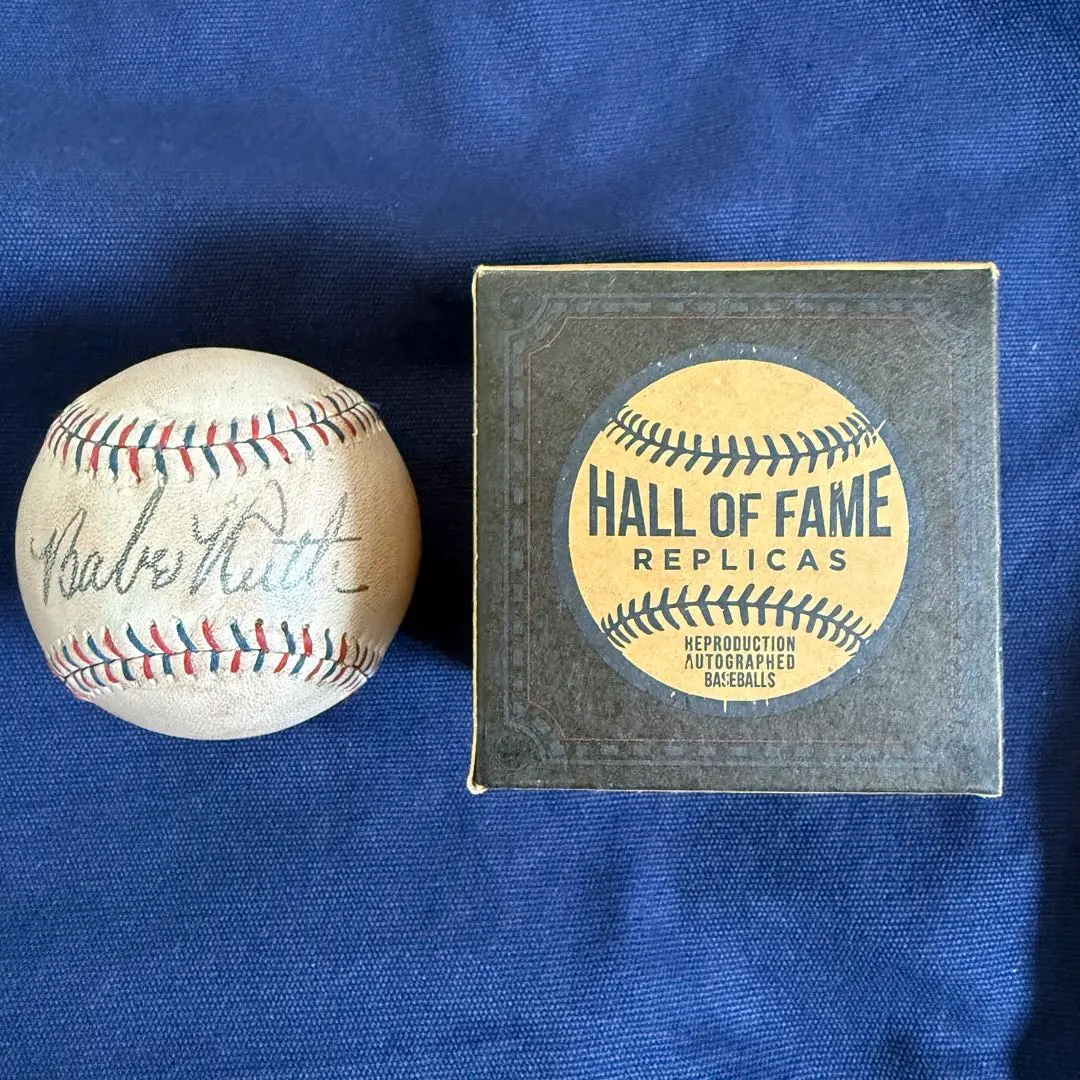 Babe Ruth
HALL OF FAME
REPLICAS
REPRODUCTION
AUTOGRAPHED
BASEBALLS